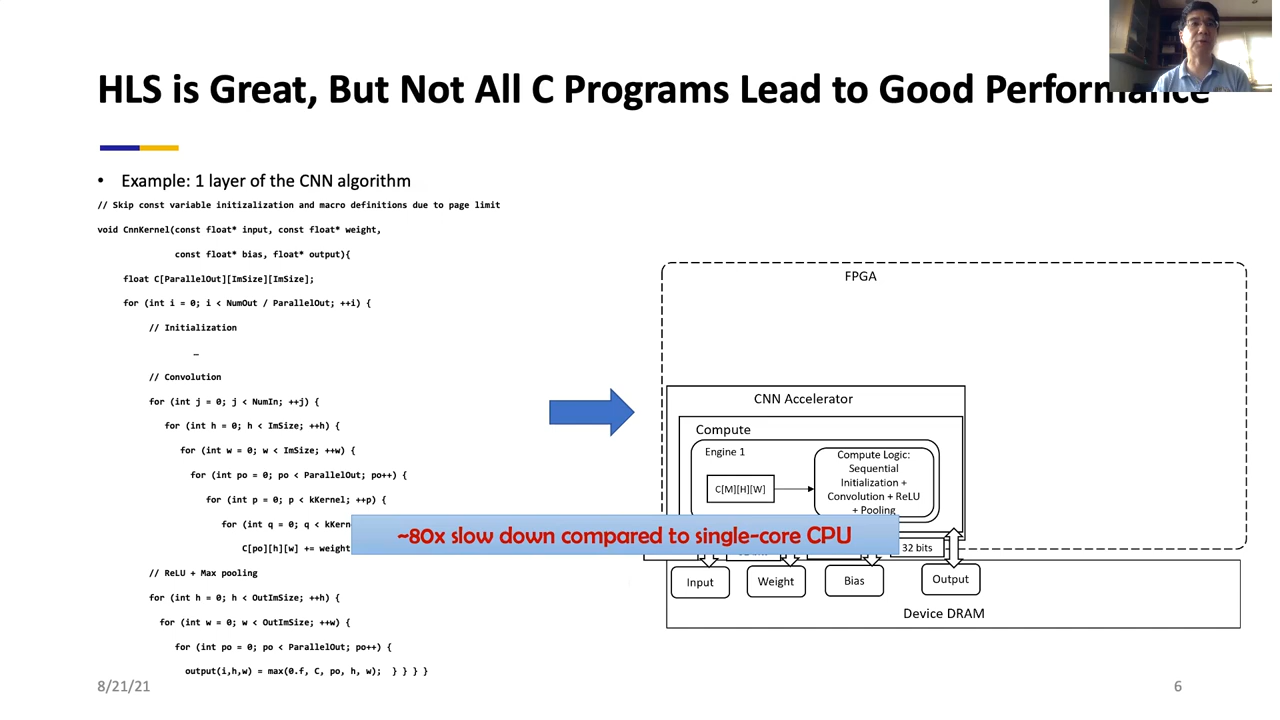 HLS is Great, But Not All C Programs Lead to Good Performance
• Example: 1 layer of the CNN algorithm
// Skip const variable initizalization and macro definitions due to page limit
void CnnKernel(const float* input, const float* weight,
const float* bias, float* output){
float C[ParallelOut][ImSize][ImSize];
for (int i = 0; i < NumOut / ParallelOut; ++i) {
// Initialization
…
// Convolution
for (int j = 0; j < NumIn; ++j) {
for (int h = 0; h < ImSize; ++h) {
for (int w = 0; w < ImSize; ++w) {
for (int po = 0; po < ParallelOut; po++) {
for (int p = 0; p < kKernel; ++p) {
for (int q = 0; q < kKern
C[po][h][w] += weight
// ReLU + Max pooling
for (int h = 0; h < OutImSize; ++h) {
for (int w = 0; w < OutImSize; ++w) {
for (int po = 0; po < ParallelOut; po++) {
output(i,h,w) = max(0.f, C, po, h, w); } } } }
FPGA
CNN Accelerator
Compute
Engine 1
C[M][H][W]
Compute Logic:
Sequential
Initialization +
Convolution + ReLU
+ Pooling
~80x slow down compared to single-core CPU
32 bits
Input
Weight
Bias
Output
Device DRAM
8/21/21
6